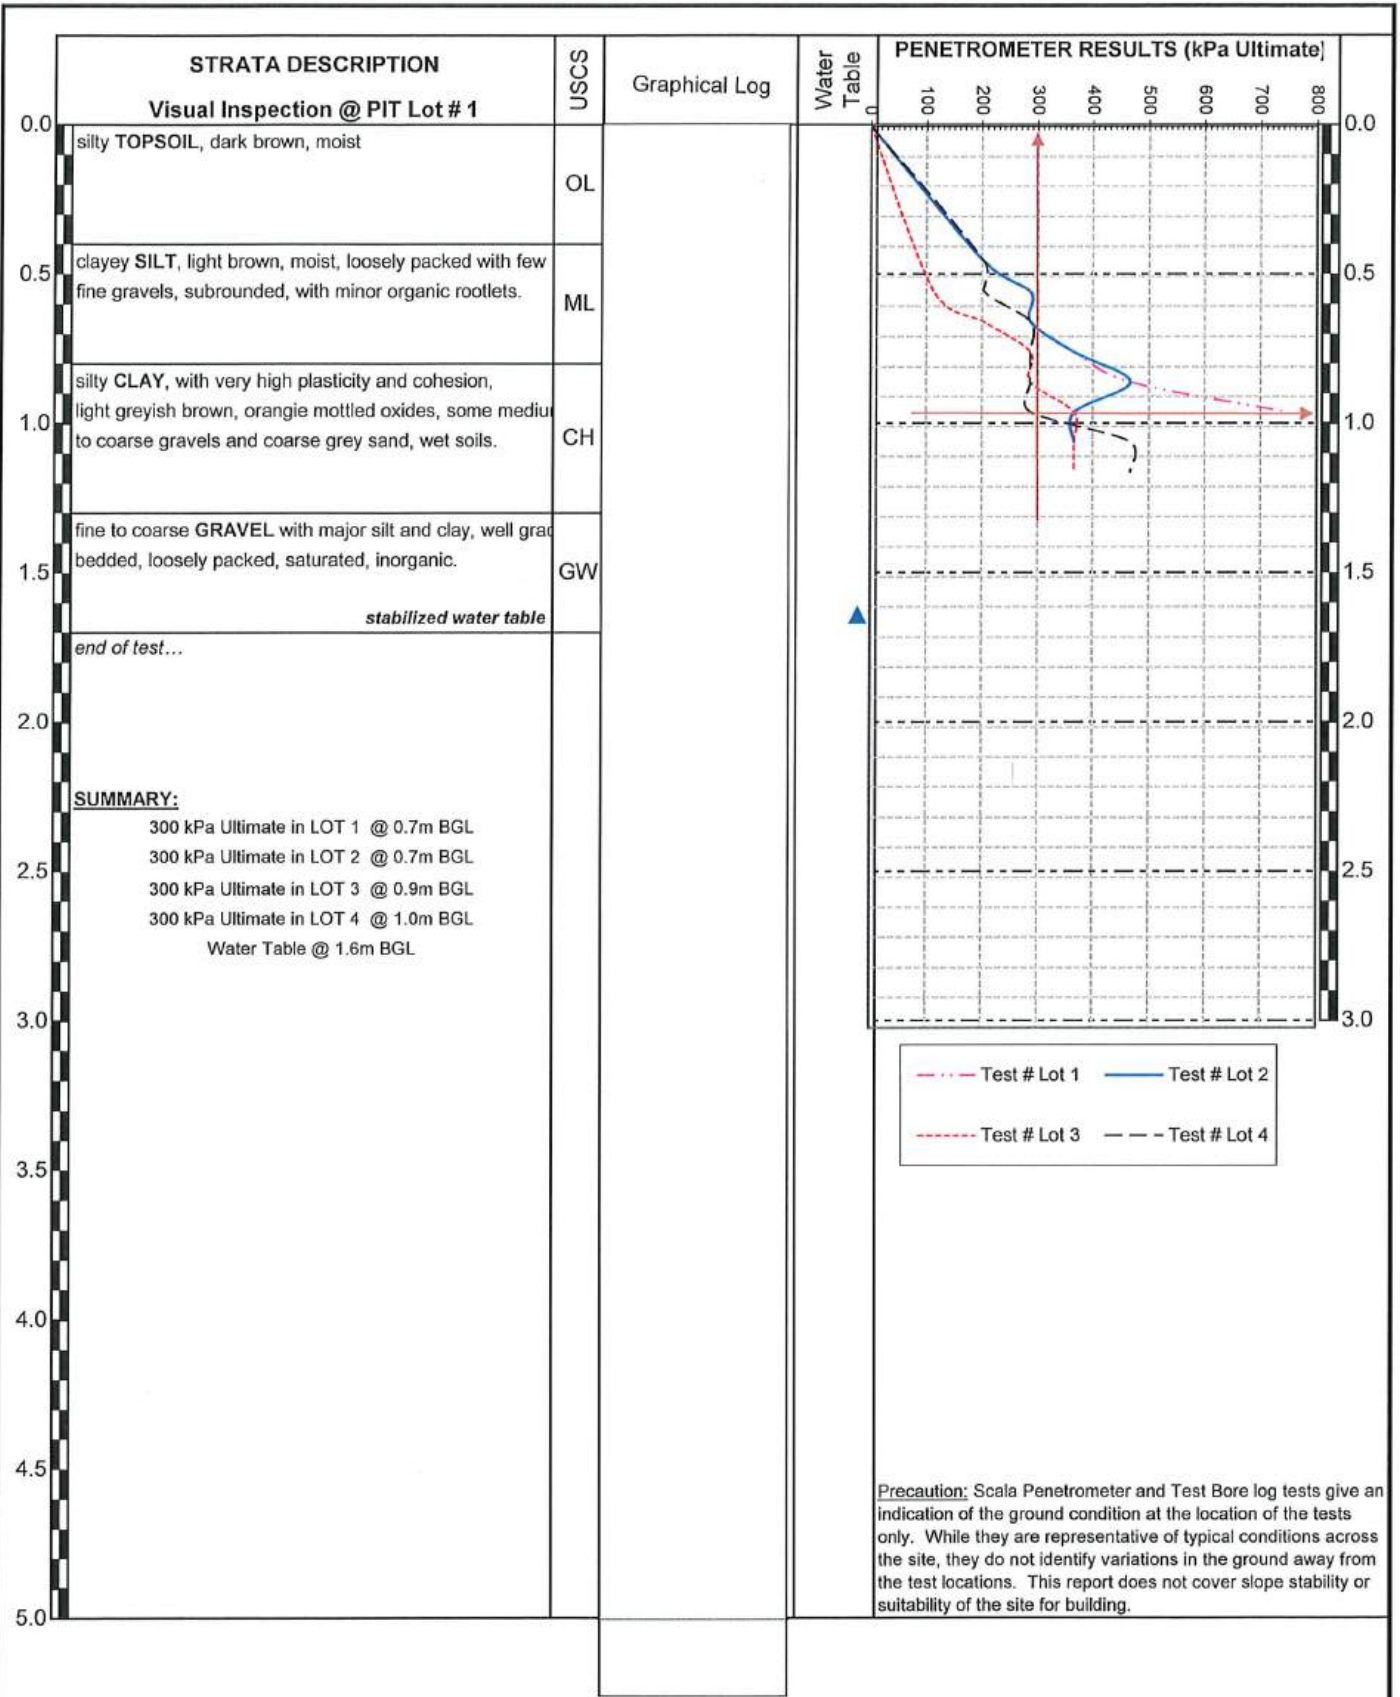 STRATA DESCRIPTION
Visual Inspection @ PIT Lot # 1
USCS
Graphical Log
Water
Table
PENETROMETER RESULTS (kPa Ultimate)
0 100 200 300 400 500 600 700 800
0.0
silty TOPSOIL, dark brown, moist
OL
0.0
0.5
clayey SILT, light brown, moist, loosely packed with few
fine gravels, subrounded, with minor organic rootlets.
ML
0.5
silty CLAY, with very high plasticity and cohesion,
light greyish brown, orangie mottled oxides, some mediu
to coarse gravels and coarse grey sand, wet soils.
1.0
CH
1.0
fine to coarse GRAVEL with major silt and clay, well grad
bedded, loosely packed, saturated, inorganic.
1.5
GW
1.5
stabilized water table
end of test...
2.0
2.0
SUMMARY:
300 kPa Ultimate in LOT 1 @ 0.7m BGL
300 kPa Ultimate in LOT 2 @ 0.7m BGL
2.5
2.5
300 kPa Ultimate in LOT 3 @ 0.9m BGL
300 kPa Ultimate in LOT 4 @ 1.0m BGL
Water Table @ 1.6m BGL
3.0
3.0
Test # Lot 1
Test # Lot 2
Test # Lot 3
Test # Lot 4
3.5
4.0
4.5
Precaution: Scala Penetrometer and Test Bore log tests give an
indication of the ground condition at the location of the tests
only. While they are representative of typical conditions across
the site, they do not identify variations in the ground away from
the test locations. This report does not cover slope stability or
suitability of the site for building.
5.0